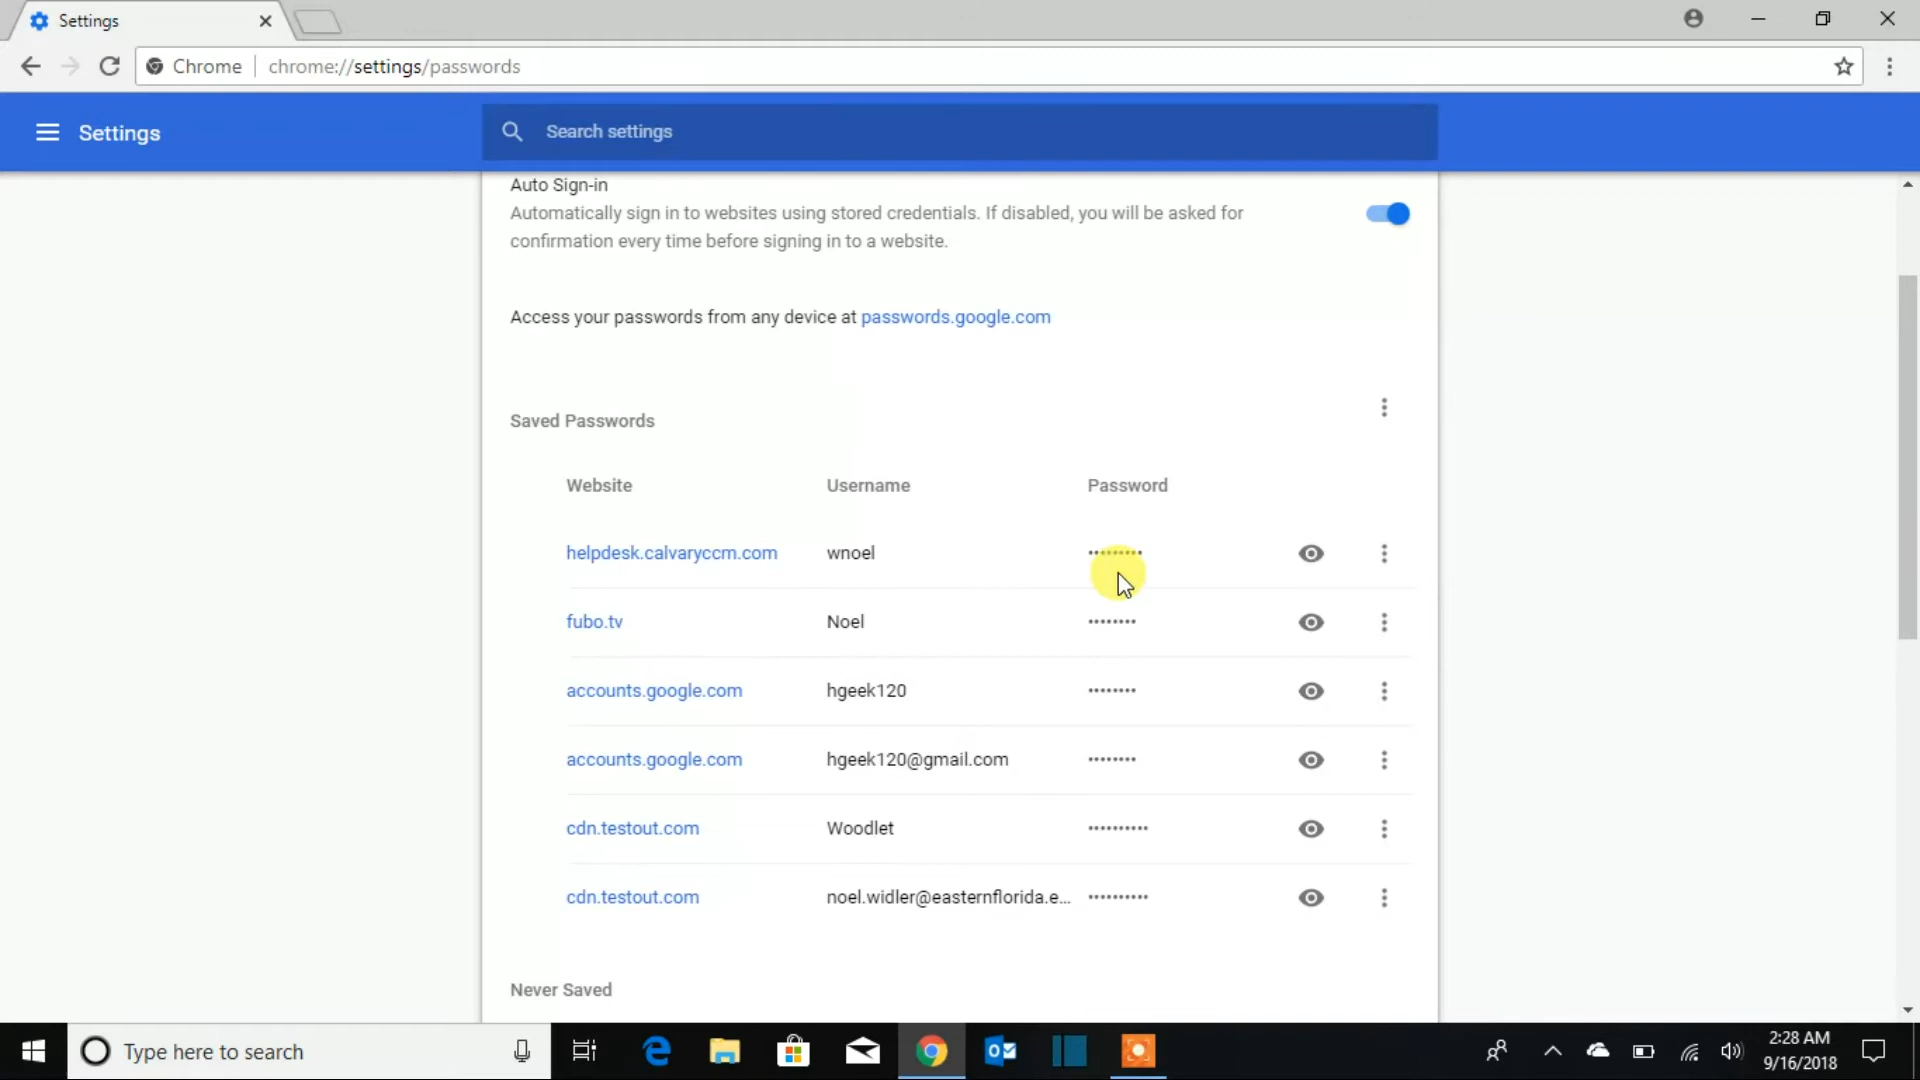 Settings
Chrome chrome://settings/passwords
Settings
Search settings
Auto Sign-in
Automatically sign in to websites using stored credentials. If disabled, you will be asked for
confirmation every time before signing in to a website.
Access your passwords from any device at passwords.google.com
Saved Passwords
Website Username Password
helpdesk.calvaryccm.com wnoel •••••••••
fubo.tv Noel ••••••••
accounts.google.com hgeek120 ••••••••
accounts.google.com hgeek120@gmail.com ••••••••
cdn.testout.com Woodlet ••••••••••
cdn.testout.com noel.widler@easternflorida.e... ••••••••••
Never Saved
Type here to search
2:28 AM
9/16/2018